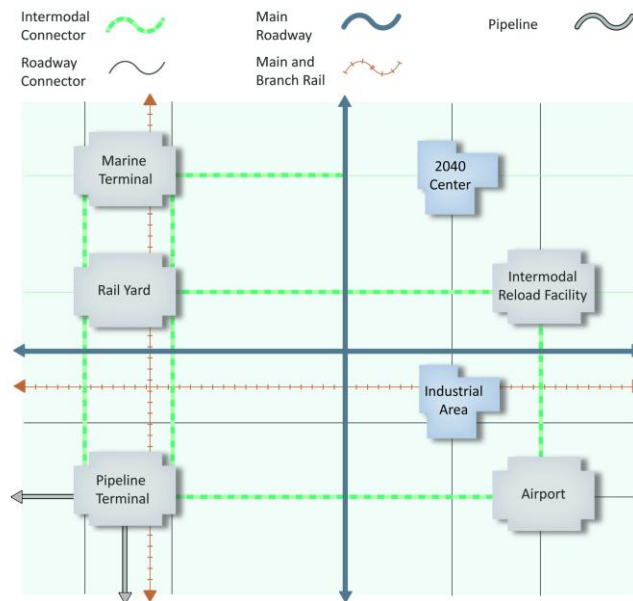 Intermodal
Connector
Main
Roadway
Pipeline
Roadway
Connector
Main and
Branch Rail
Marine
Terminal
2040
Center
Rail Yard
Intermodal
Reload Facility
Industrial
Area
Pipeline
Terminal
Airport